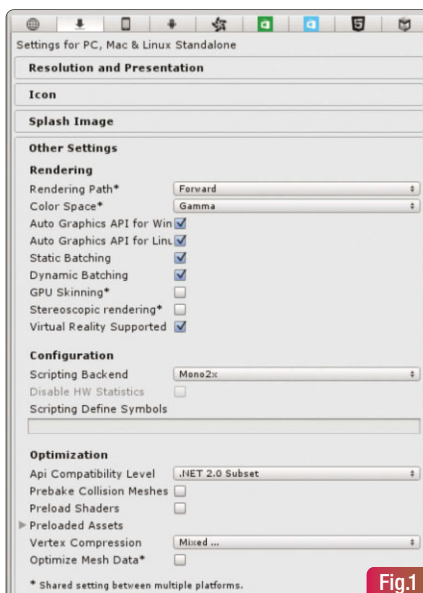 Settings for PC, Mac & Linux Standalone
Resolution and Presentation
Icon
Splash Image
Other Settings
Rendering
Rendering Path* Forward
Color Space* Gamma
Auto Graphics API for Win
Auto Graphics API for Linu
Static Batching
Dynamic Batching
GPU Skinning*
Stereoscopic rendering*
Virtual Reality Supported
Configuration
Scripting Backend Mono2x
Disable HW Statistics
Scripting Define Symbols
Optimization
Api Compatibility Level .NET 2.0 Subset
Prebake Collision Meshes
Preload Shaders
Preloaded Assets
Vertex Compression Mixed ...
Optimize Mesh Data*
* Shared setting between multiple platforms.
Fig.1